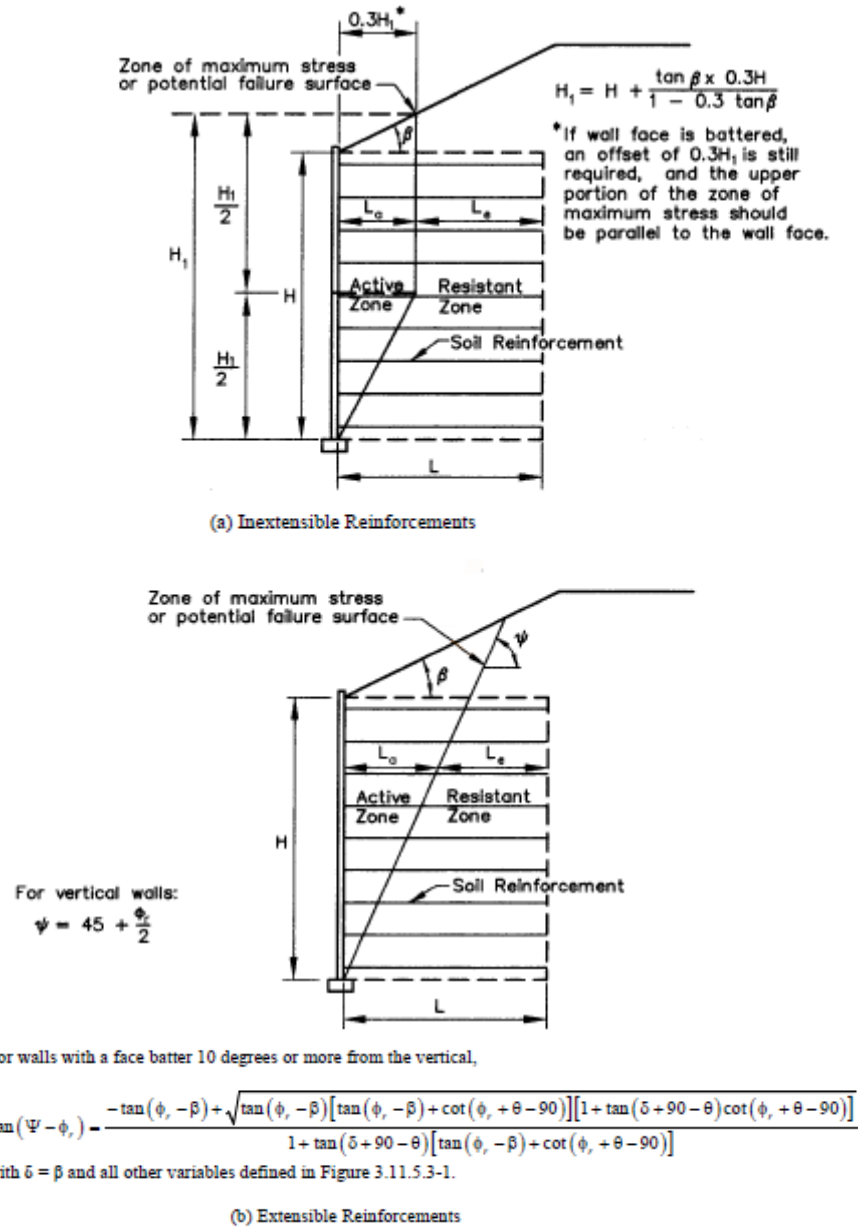 0.3H₁*
Zone of maximum stress
or potential failure surface
H₁ = H + (tan β x 0.3H)/(1 - 0.3 tan β)
*If wall face is battered,
an offset of 0.3H₁ is still
required, and the upper
portion of the zone of
maximum stress should
be parallel to the wall face.
β
H₁/2
Lₐ
Lₑ
H₁
H
Active
Zone
Resistant
Zone
Soil Reinforcement
H₁/2
L
(a) Inextensible Reinforcements
Zone of maximum stress
or potential failure surface
ψ
β
Lₐ
Lₑ
Active
Zone
Resistant
Zone
H
Soil Reinforcement
For vertical walls:
ψ = 45 + ϕᵣ/2
L
or walls with a face batter 10 degrees or more from the vertical,
an(Ψ − ϕᵣ) = (−tan(ϕᵣ − β) + √(tan(ϕᵣ − β)[tan(ϕᵣ − β) + cot(ϕᵣ + θ − 90)][1 + tan(δ + 90 − θ)cot(ϕᵣ + θ − 90)]))/(1 + tan(δ + 90 − θ)[tan(ϕᵣ − β) + cot(ϕᵣ + θ − 90)])
ith δ = β and all other variables defined in Figure 3.11.5.3-1.
(b) Extensible Reinforcements